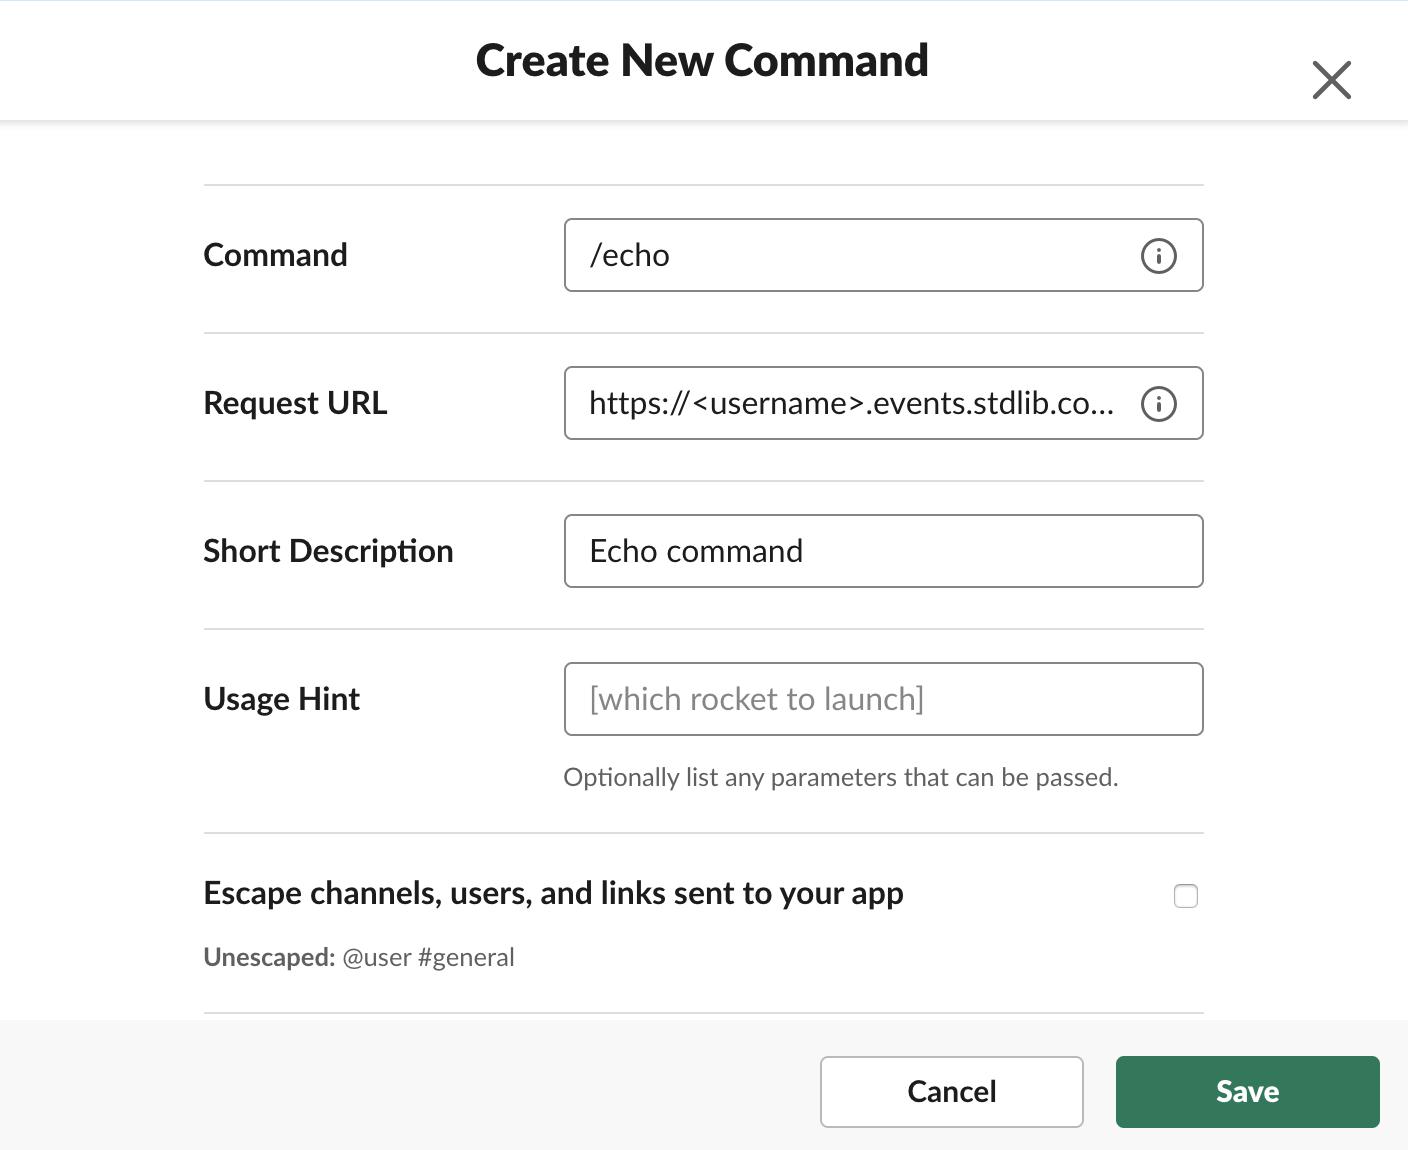 Create New Command
Command
/echo
Request URL
https://<username>.events.stdlib.co...
Short Description
Echo command
Usage Hint
[which rocket to launch]
Optionally list any parameters that can be passed.
Escape channels, users, and links sent to your app
Unescaped: @user #general
Cancel
Save